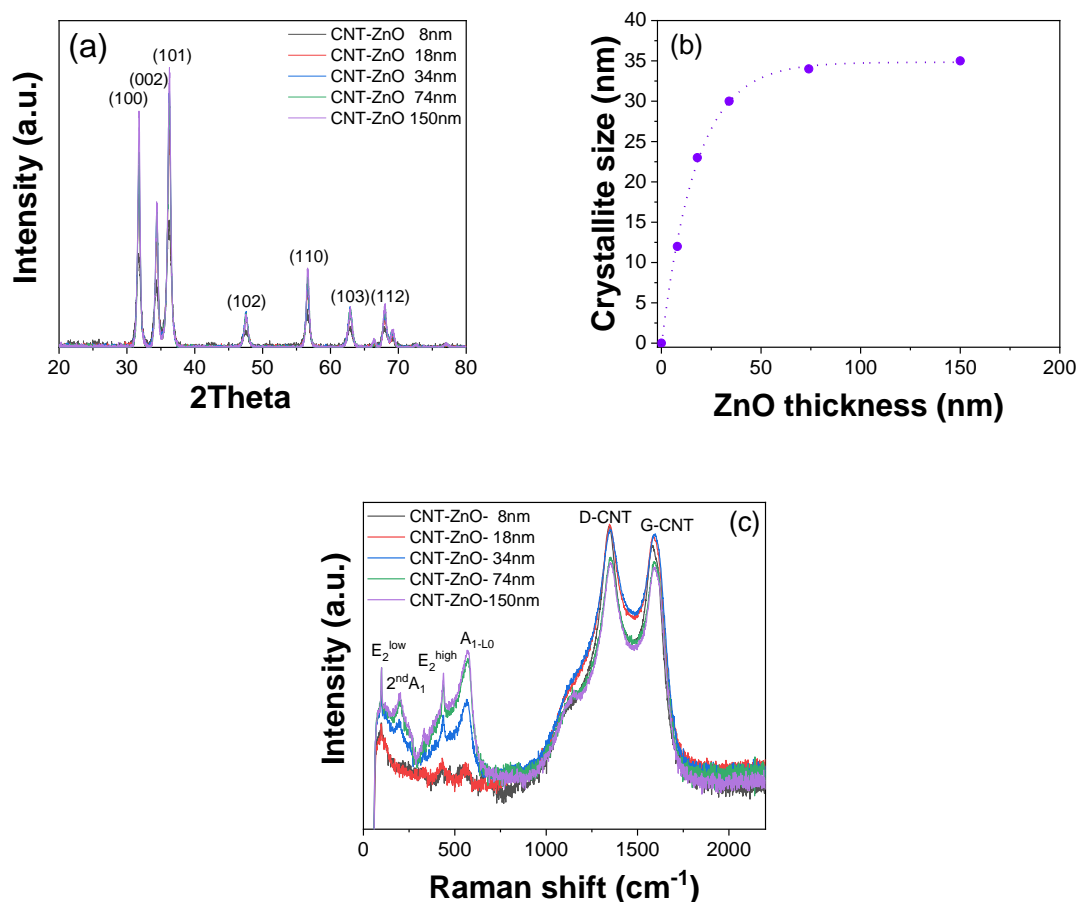 (a)
CNT-ZnO 8nm
CNT-ZnO 18nm
CNT-ZnO 34nm
CNT-ZnO 74nm
CNT-ZnO 150nm
(101)
(002)
(100)
(110)
(102)
(103)
(112)
Intensity (a.u.)
20 30 40 50 60 70 80
2Theta
(b)
40
35
30
25
20
15
10
5
0
Crystallite size (nm)
0 50 100 150 200
ZnO thickness (nm)
(c)
CNT-ZnO- 8nm
CNT-ZnO- 18nm
CNT-ZnO- 34nm
CNT-ZnO- 74nm
CNT-ZnO-150nm
D-CNT
G-CNT
E₂ˡᵒʷ
2ⁿᵈA₁
E₂ʰⁱᵍʰ
A₁₋L0
Intensity (a.u.)
0 500 1000 1500 2000
Raman shift (cm⁻¹)